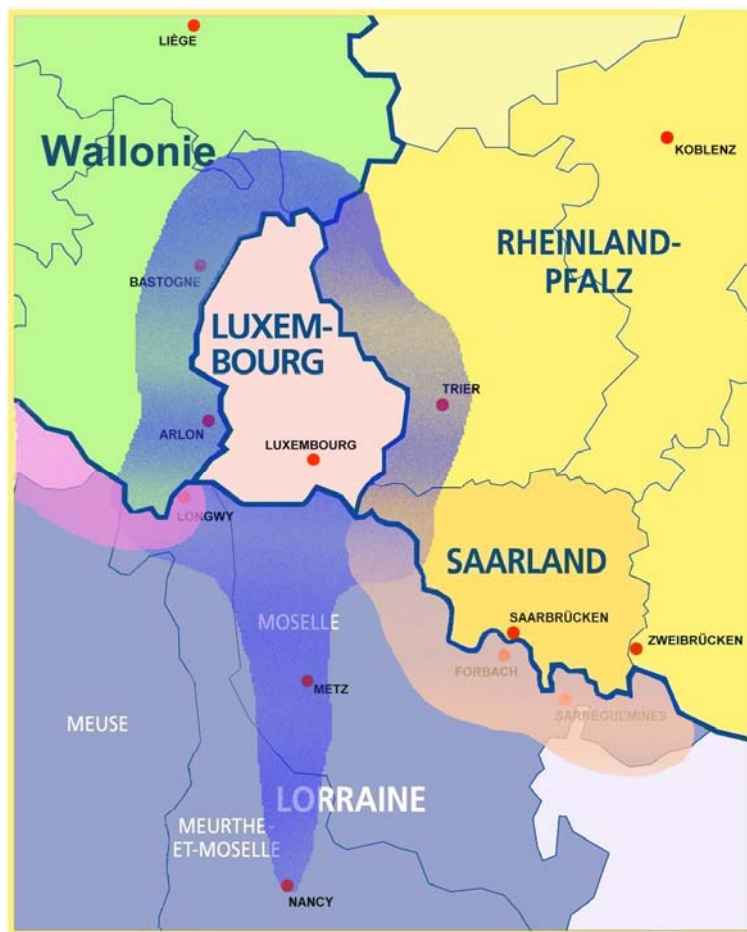 LIÈGE
Wallonie
KOBLENZ
RHEINLAND-
PFALZ
BASTOGNE
LUXEM-
BOURG
TRIER
ARLON
LUXEMBOURG
LONGWY
SAARLAND
SAARBRÜCKEN
MOSELLE
ZWEIBRÜCKEN
FORBACH
METZ
SARREGUEMINES
MEUSE
LORRAINE
MEURTHE-
ET-MOSELLE
NANCY